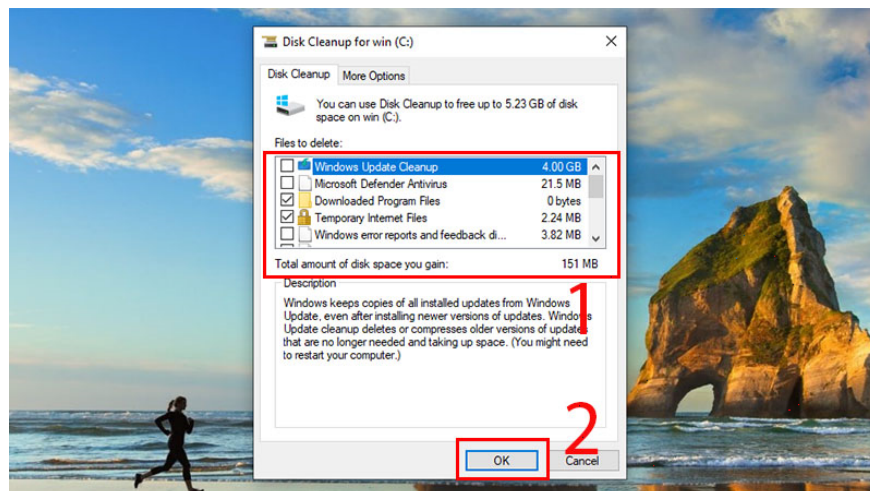 Disk Cleanup for win (C:)
Disk Cleanup
More Options
You can use Disk Cleanup to free up to 5.23 GB of disk
space on win (C:).
Files to delete:
Windows Update Cleanup 4.00 GB
Microsoft Defender Antivirus 21.5 MB
Downloaded Program Files 0 bytes
Temporary Internet Files 2.24 MB
Windows error reports and feedback di... 3.82 MB
Total amount of disk space you gain: 151 MB
1
Description
Windows keeps copies of all installed updates from Windows
Update, even after installing newer versions of updates. Windows
Update cleanup deletes or compresses older versions of updates
that are no longer needed and taking up space. (You might need
to restart your computer.)
2
OK
Cancel